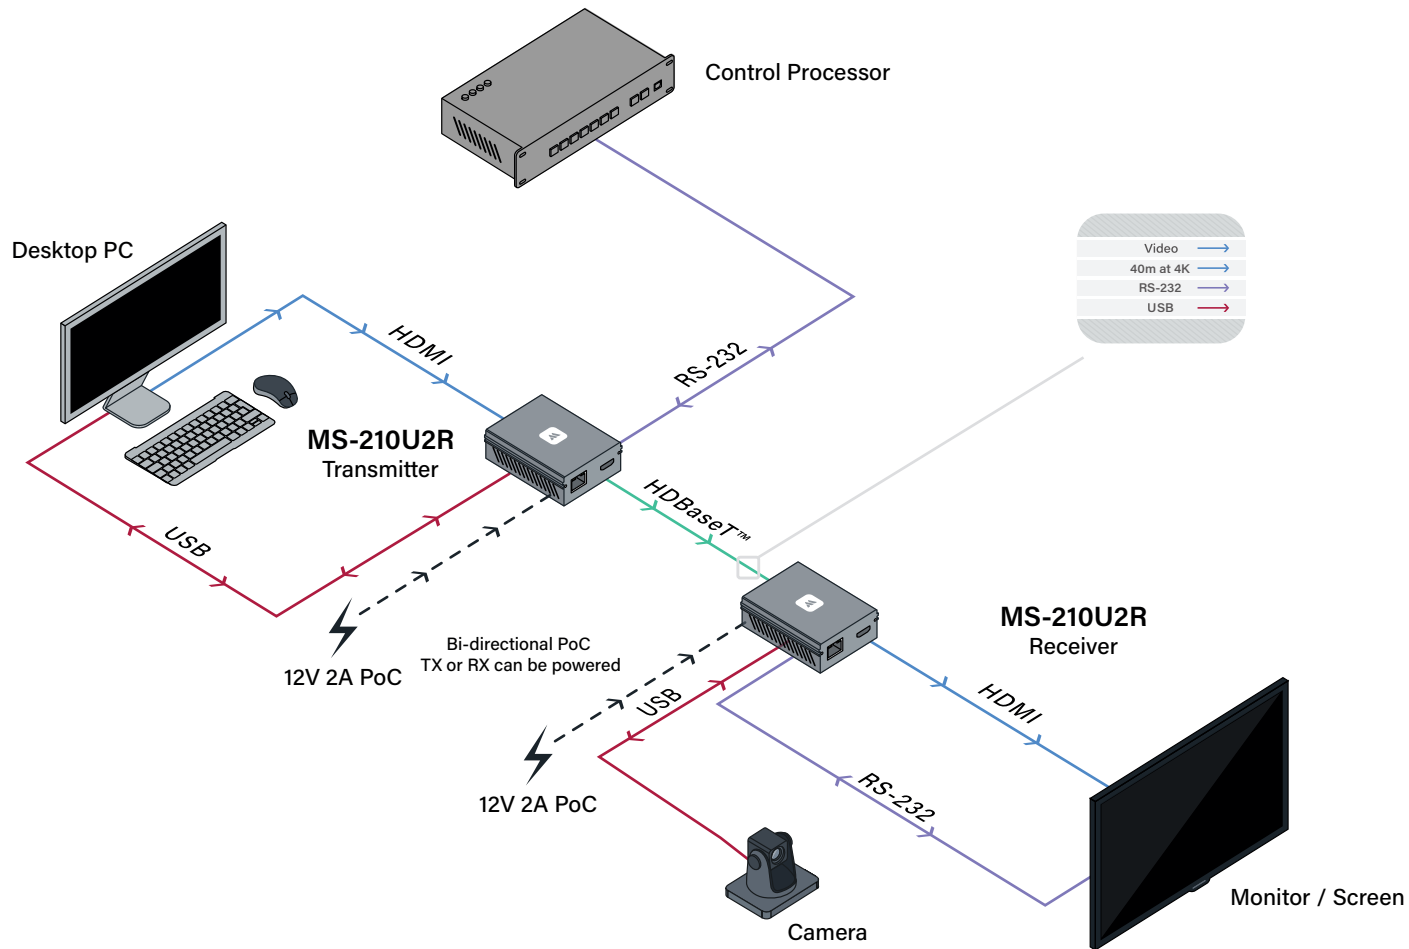 Control Processor
Desktop PC
Video
40m at 4K
RS-232
USB
HDMI
RS-232
MS-210U2R
Transmitter
HDBaseT™
USB
MS-210U2R
Receiver
Bi-directional PoC
TX or RX can be powered
12V 2A PoC
USB
HDMI
RS-232
12V 2A PoC
Monitor / Screen
Camera